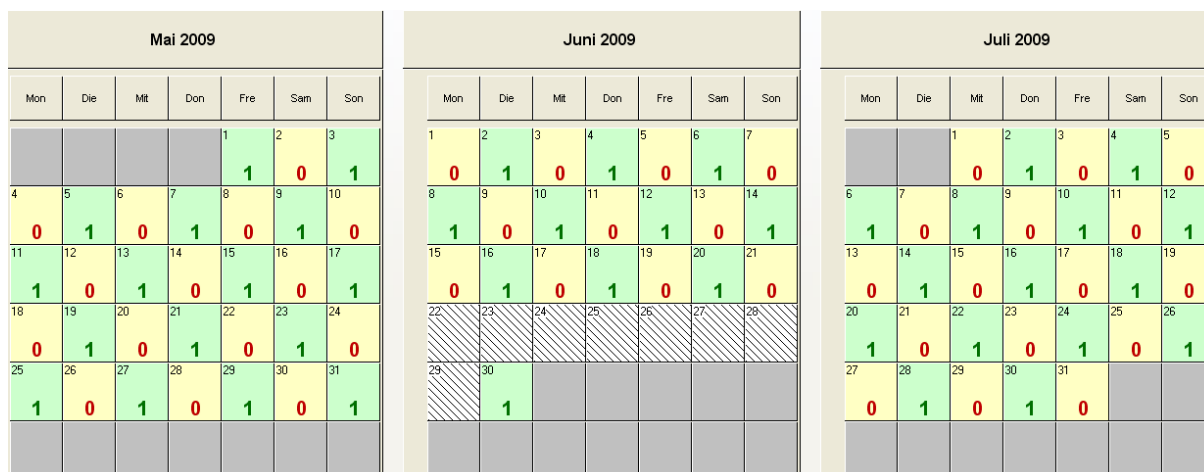 Mai 2009 Juni 2009 Juli 2009
Mon Die Mit Don Fre Sam Son Mon Die Mit Don Fre Sam Son Mon Die Mit Don Fre Sam Son
1 2 3 1 2 3 4 5 6 7 1 2 3 4 5
1 0 1 0 1 0 1 0 1 0 0 1 0 1 0
4 5 6 7 8 9 10 8 9 10 11 12 13 14 6 7 8 9 10 11 12
0 1 0 1 0 1 0 1 0 1 0 1 0 1 1 0 1 0 1 0 1
11 12 13 14 15 16 17 15 16 17 18 19 20 21 13 14 15 16 17 18 19
1 0 1 0 1 0 1 0 1 0 1 0 1 0 0 1 0 1 0 1 0
18 19 20 21 22 23 24 22 23 24 25 26 27 28 20 21 22 23 24 25 26
0 1 0 1 0 1 0 1 0 1 0 1 0 1
25 26 27 28 29 30 31 29 30 27 28 29 30 31
1 0 1 0 1 0 1 1 0 1 0 1 0